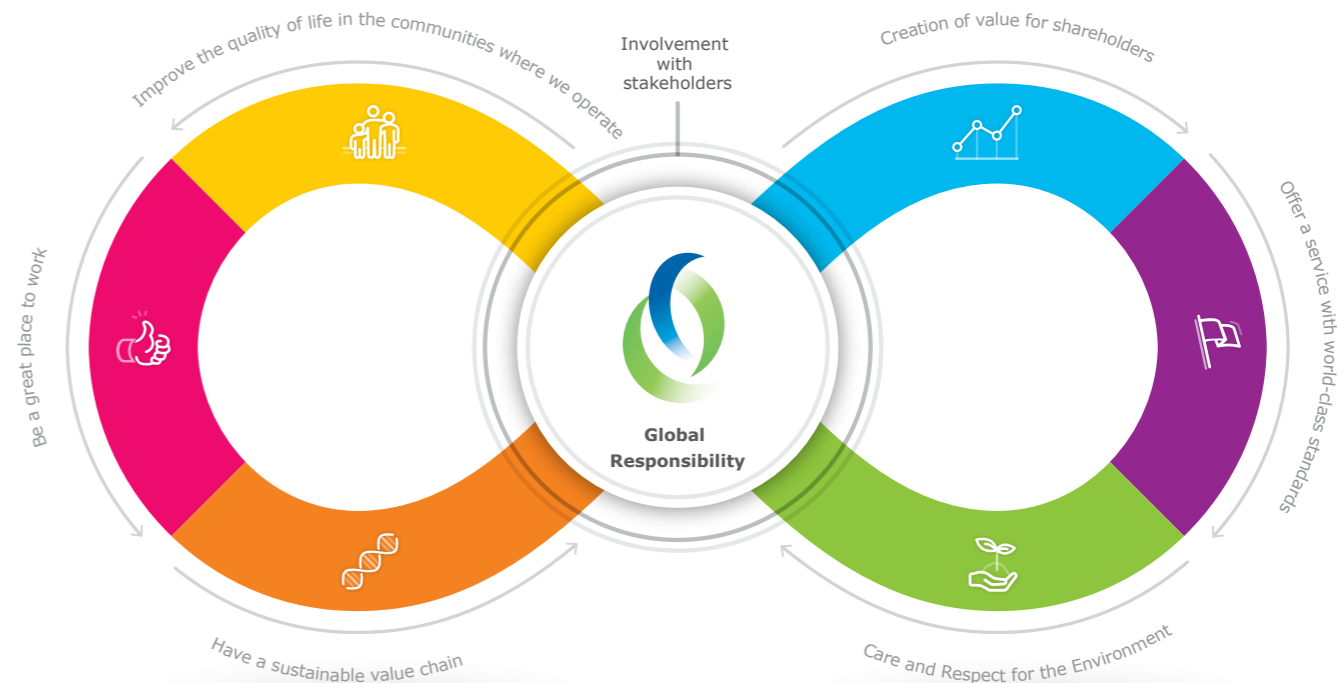 Improve the quality of life in the communities where we operate
Involvement
with
stakeholders
Creation of value for shareholders
Be a great place to work
Offer a service with world-class standards
Global
Responsibility
Have a sustainable value chain
Care and Respect for the Environment